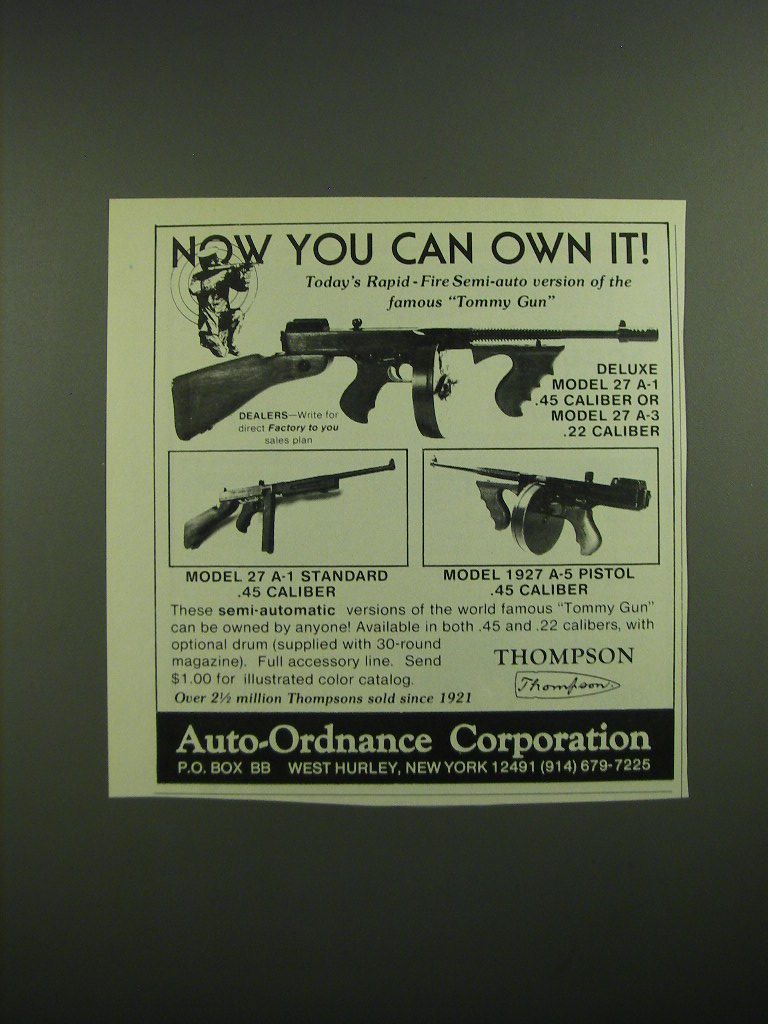 NOW YOU CAN OWN IT!
Today's Rapid-Fire Semi-auto version of the
famous "Tommy Gun"
DELUXE
MODEL 27 A-1
.45 CALIBER OR
MODEL 27 A-3
.22 CALIBER
DEALERS—Write for
direct Factory to you
sales plan
MODEL 27 A-1 STANDARD
.45 CALIBER
MODEL 1927 A-5 PISTOL
.45 CALIBER
These semi-automatic versions of the world famous "Tommy Gun"
can be owned by anyone! Available in both .45 and .22 calibers, with
optional drum (supplied with 30-round
magazine). Full accessory line. Send
$1.00 for illustrated color catalog.
Over 2½ million Thompsons sold since 1921
THOMPSON
Thompson.
Auto-Ordnance Corporation
P.O. BOX BB WEST HURLEY, NEW YORK 12491 (914) 679-7225